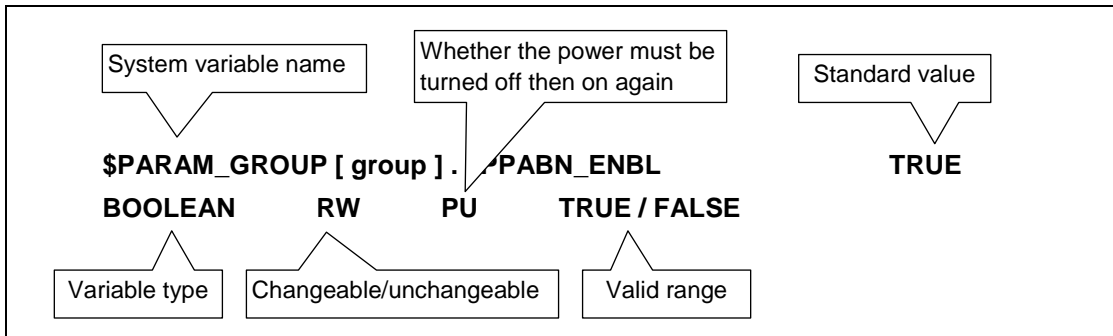 System variable name
Whether the power must be
turned off then on again
Standard value
$PARAM_GROUP [ group ] . PPABN_ENBL
TRUE
BOOLEAN RW PU TRUE / FALSE
Variable type
Changeable/unchangeable
Valid range